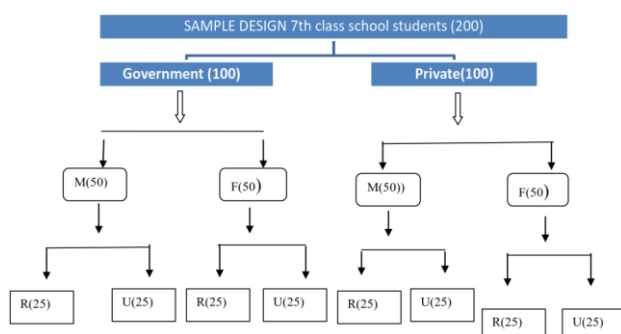 SAMPLE DESIGN 7th class school students (200)
Government (100) Private(100)
M(50) F(50) M(50)) F(50)
R(25) U(25) R(25) U(25) R(25) U(25) R(25) U(25)